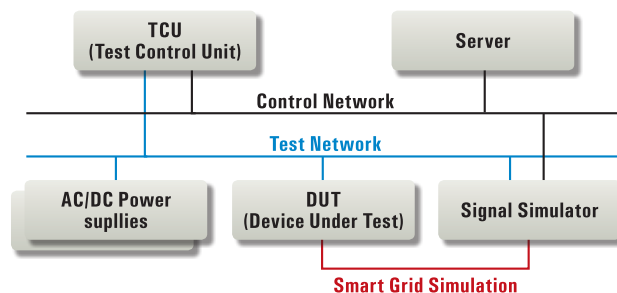 TCU
(Test Control Unit)
Server
Control Network
Test Network
AC/DC Power
supllies
DUT
(Device Under Test)
Signal Simulator
Smart Grid Simulation